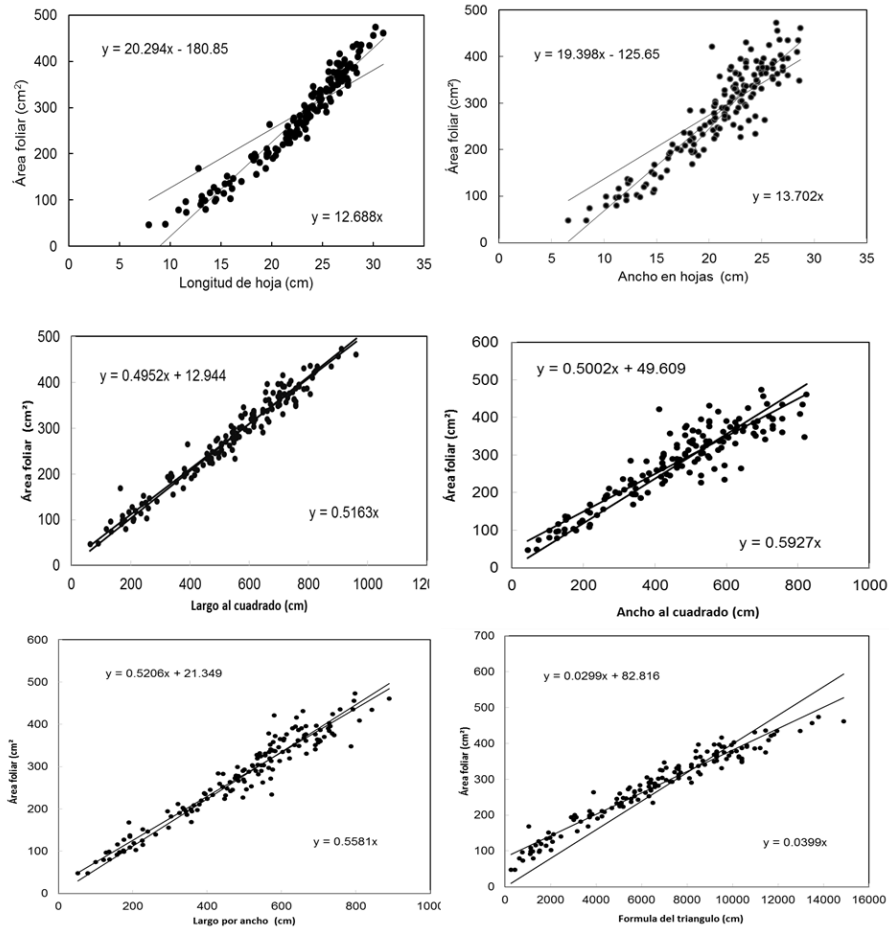 500
400
300
200
100
0
Área foliar (cm²)
y = 20.294x - 180.85
y = 12.688x
0 5 10 15 20 25 30 35
Longitud de hoja (cm)
500
400
300
200
100
0
Área foliar (cm²)
y = 19.398x - 125.65
y = 13.702x
0 5 10 15 20 25 30 35
Ancho en hojas (cm)
500
400
300
200
100
0
Área foliar (cm²)
y = 0.4952x + 12.944
y = 0.5163x
0 200 400 600 800 1000
Largo al cuadrado (cm)
600
500
400
300
200
100
0
Área foliar (cm²)
y = 0.5002x + 49.609
y = 0.5927x
0 200 400 600 800 1000
Ancho al cuadrado (cm)
600
500
400
300
200
100
0
Área foliar (cm²
y = 0.5206x + 21.349
y = 0.5581x
0 200 400 600 800 1000
Largo por ancho (cm)
700
600
500
400
300
200
100
0
Área foliar (cm²)
y = 0.0299x + 82.816
y = 0.0399x
0 2000 4000 6000 8000 10000 12000 14000 16000
Formula del triangulo (cm)